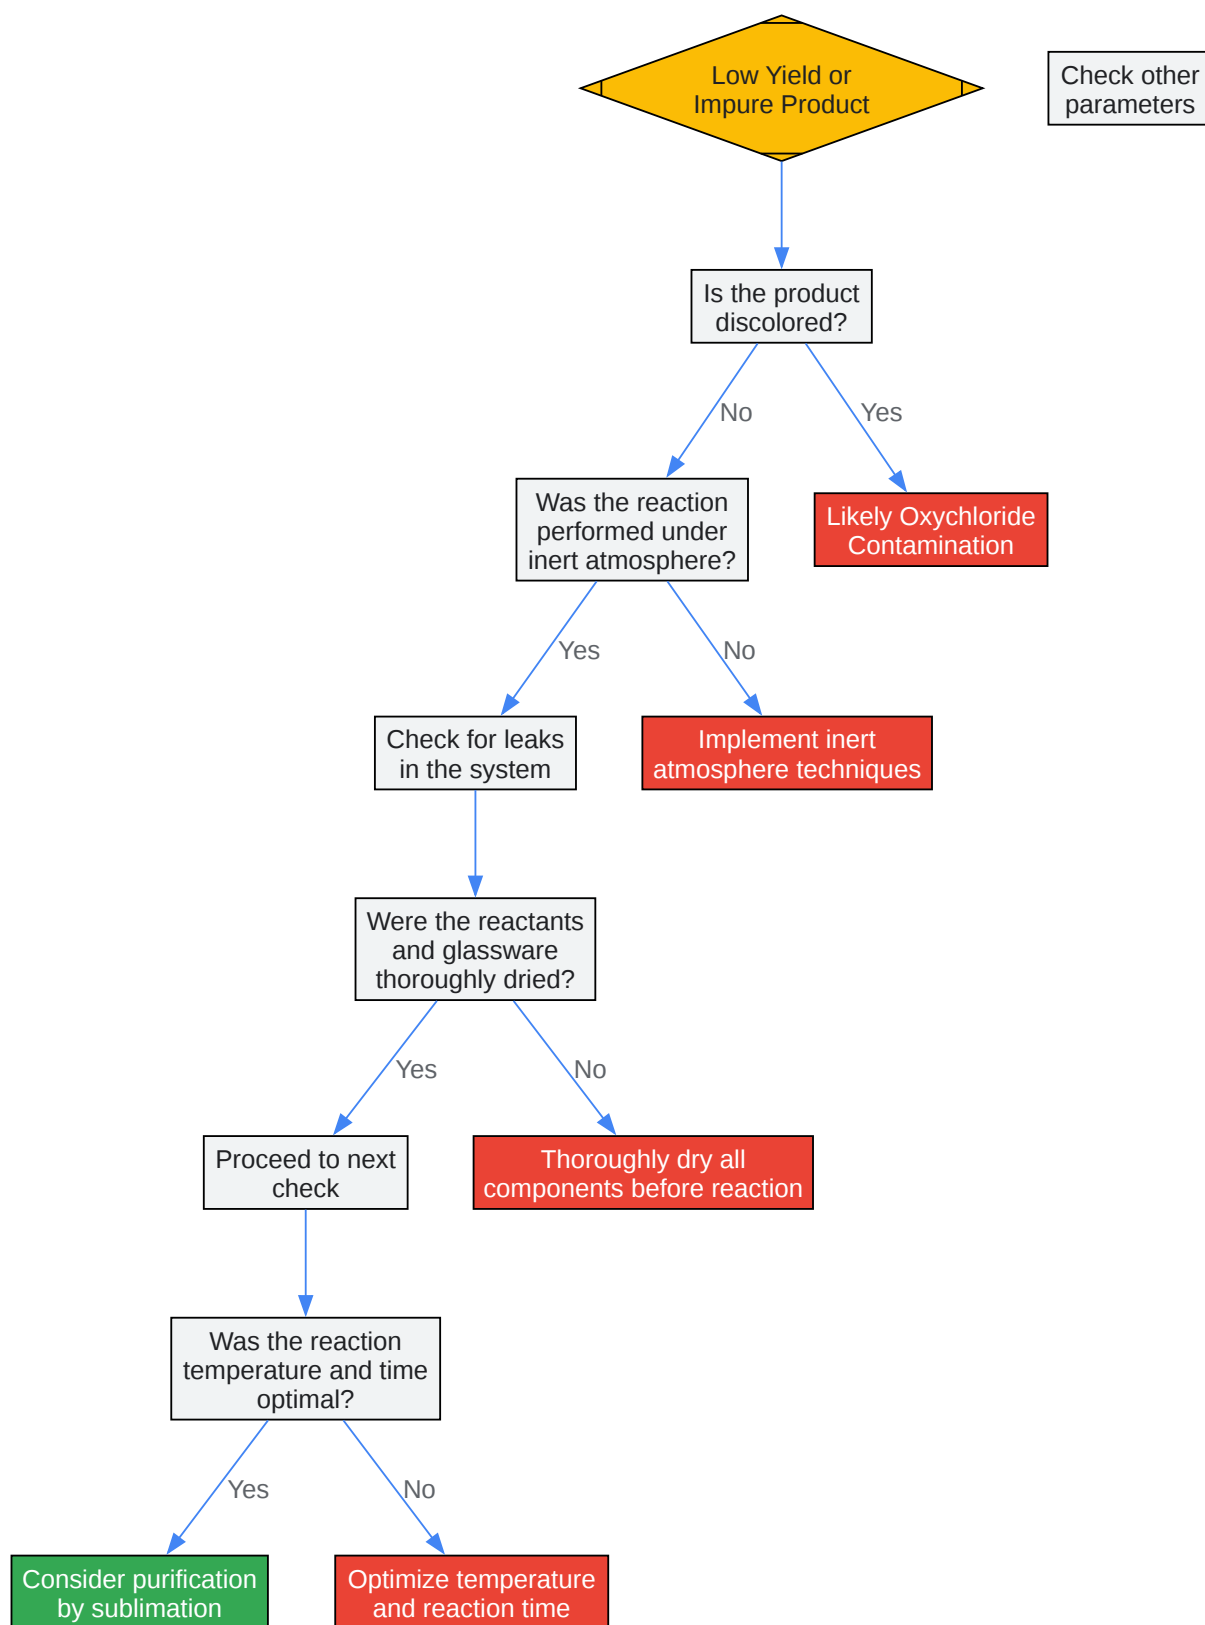 Low Yield or
Impure Product
Check other
parameters
Is the product
discolored?
No
Yes
Was the reaction
performed under
inert atmosphere?
Likely Oxychloride
Contamination
Yes
No
Check for leaks
in the system
Implement inert
atmosphere techniques
Were the reactants
and glassware
thoroughly dried?
Yes
No
Proceed to next
check
Thoroughly dry all
components before reaction
Was the reaction
temperature and time
optimal?
Yes
No
Consider purification
by sublimation
Optimize temperature
and reaction time